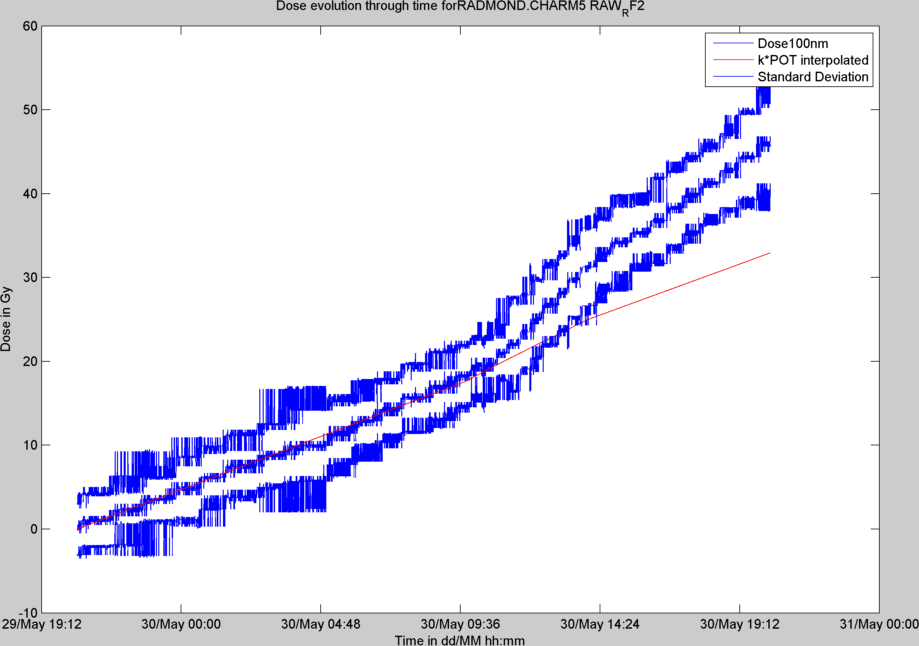 Dose evolution through time forRADMOND.CHARM5 RAW_RF2
60
50
40
30
20
10
0
-10
Dose in Gy
Dose100nm
k*POT interpolated
Standard Deviation
29/May 19:12 30/May 00:00 30/May 04:48 30/May 09:36 30/May 14:24 30/May 19:12 31/May 00:00
Time in dd/MM hh:mm